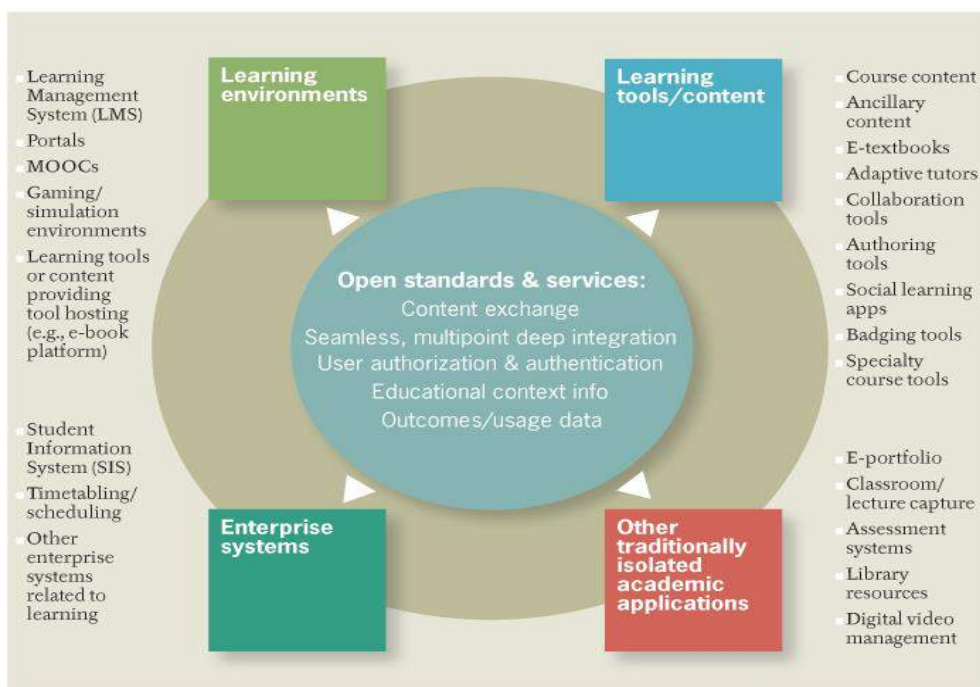 Learning
Management
System (LMS)
Portals
MOOCs
Gaming/
simulation
environments
Learning tools
or content
providing
tool hosting
(e.g., e-book
platform)
Learning
environments
Learning
tools/content
Course content
Ancillary
content
E-textbooks
Adaptive tutors
Collaboration
tools
Authoring
tools
Social learning
apps
Badging tools
Specialty
course tools
Open standards & services:
Content exchange
Seamless, multipoint deep integration
User authorization & authentication
Educational context info
Outcomes/usage data
Student
Information
System (SIS)
Timetabling/
scheduling
Other
enterprise
systems
related to
learning
Enterprise
systems
Other
traditionally
isolated
academic
applications
E-portfolio
Classroom/
lecture capture
Assessment
systems
Library
resources
Digital video
management